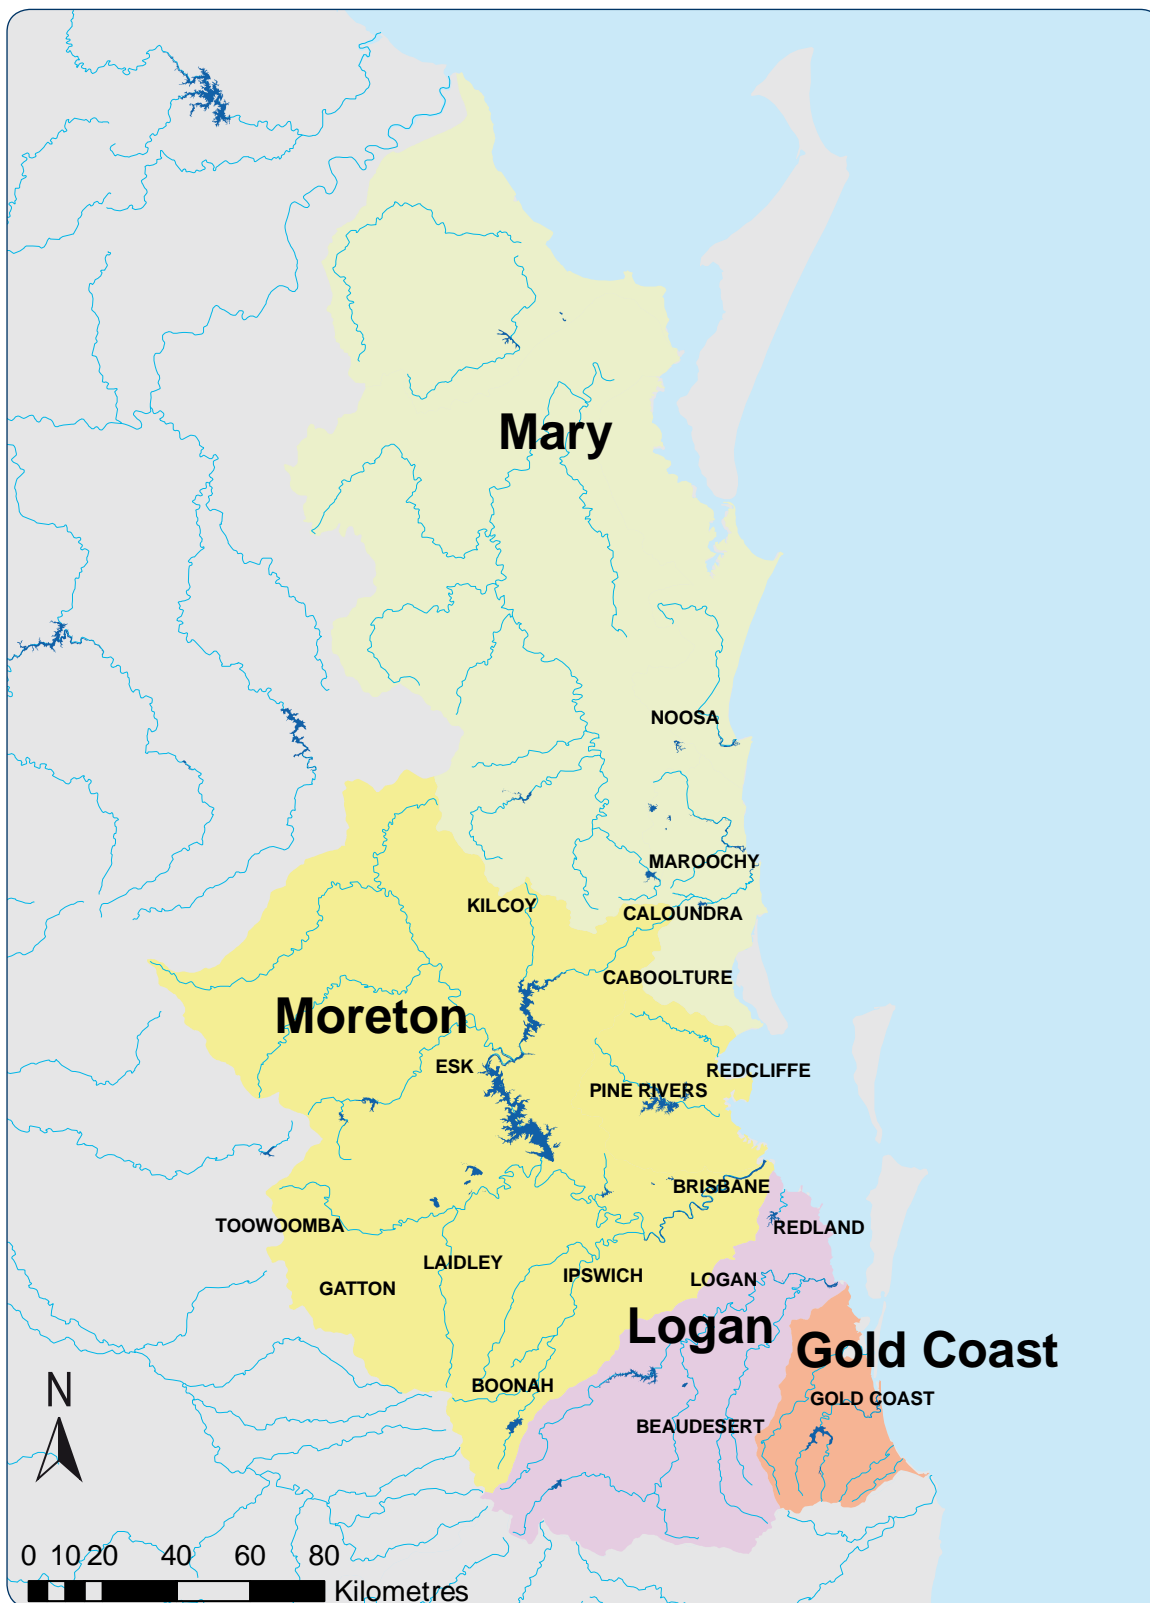 Mary
NOOSA
MAROOCHY
KILCOY
CALOUNDRA
CABOOLTURE
Moreton
ESK
REDCLIFFE
PINE RIVERS
BRISBANE
TOOWOOMBA
REDLAND
LAIDLEY
IPSWICH
LOGAN
GATTON
Logan
Gold Coast
BOONAH
GOLD COAST
BEAUDESERT
N
0 10 20 40 60 80
Kilometres